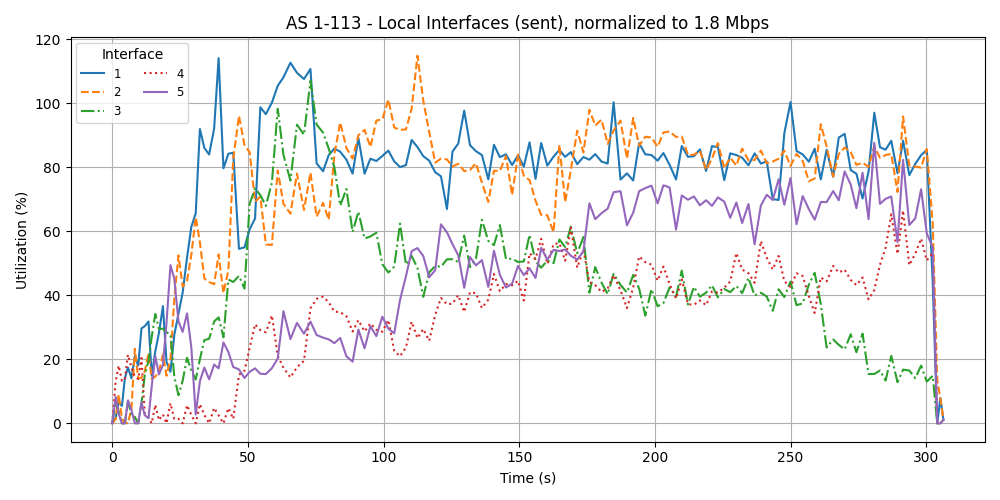 AS 1-113 - Local Interfaces (sent), normalized to 1.8 Mbps
Interface
1
2
3
4
5
Utilization (%)
120
100
80
60
40
20
0
0 50 100 150 200 250 300
Time (s)